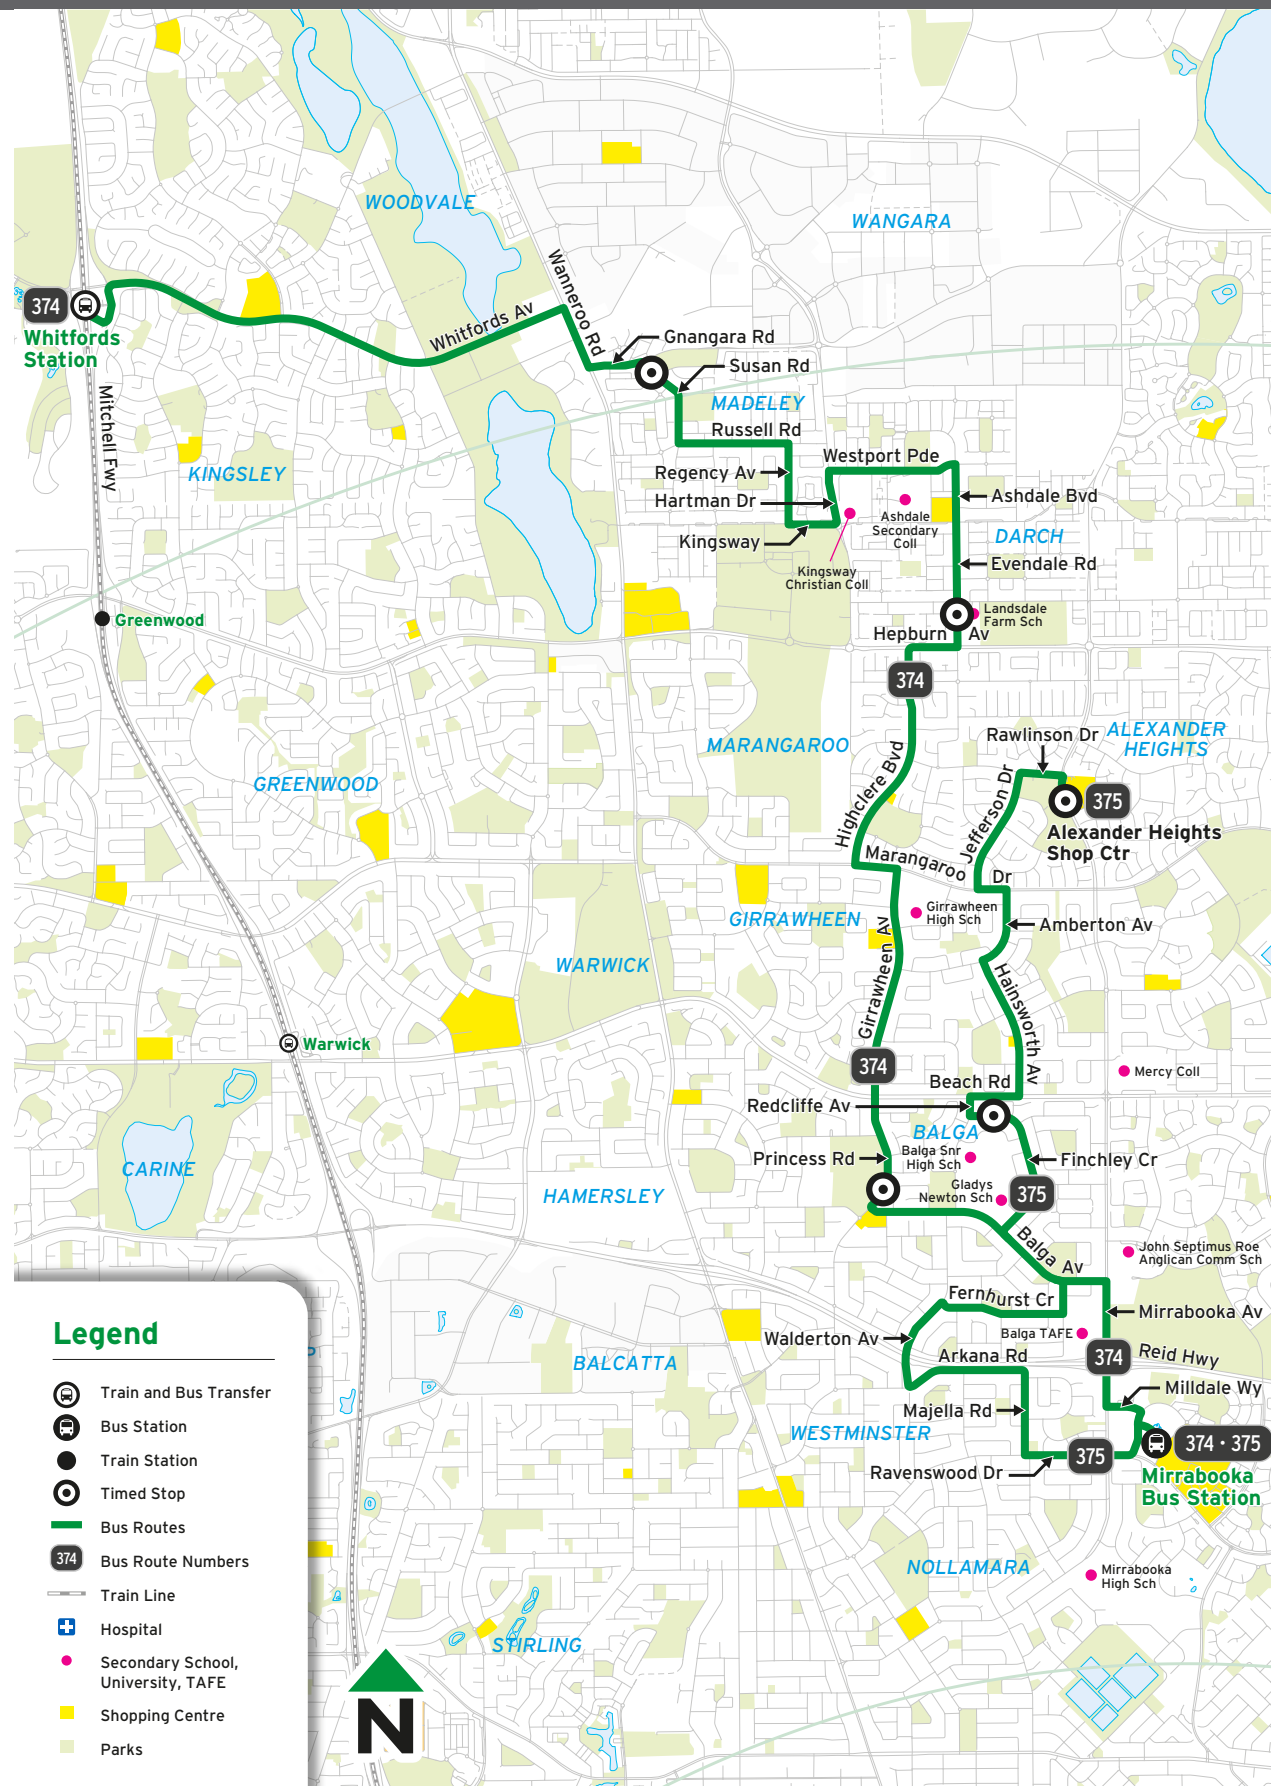 WOODVALE
WANGARA
Wanneroo Rd
374
Whitfords
Station
Whitfords Av
Gnangara Rd
Susan Rd
MADELEY
Mitchell Fwy
Russell Rd
KINGSLEY
Westport Pde
Regency Av
Hartman Dr
Ashdale Bvd
Ashdale
Secondary
Coll
Kingsway
DARCH
Evendale Rd
Kingsway
Christian Coll
Greenwood
Landsdale
Farm Sch
Hepburn Av
374
Rawlinson Dr
ALEXANDER
HEIGHTS
MARANGAROO
GREENWOOD
Highclere Bvd
Jefferson Dr
375
Alexander Heights
Shop Ctr
Marangaroo Dr
Girrawheen
High Sch
GIRRAWHEEN
Amberton Av
Girrawheen Av
WARWICK
Hainsworth Av
Warwick
374
Mercy Coll
Beach Rd
Redcliffe Av
BALGA
Princess Rd
Balga Snr
High Sch
Finchley Cr
CARINE
Gladys
Newton Sch
375
HAMERSLEY
Balga Av
John Septimus Roe
Anglican Comm Sch
Fernhurst Cr
Mirrabooka Av
Walderton Av
Balga TAFE
Arkana Rd
374
Reid Hwy
BALCATTA
Milldale Wy
Majella Rd
WESTMINSTER
374 · 375
375
Ravenswood Dr
Mirrabooka
Bus Station
NOLLAMARA
Mirrabooka
High Sch
STIRLING
N
P
Legend
Train and Bus Transfer
Bus Station
Train Station
Timed Stop
Bus Routes
374
Bus Route Numbers
Train Line
Hospital
Secondary School,
University, TAFE
Shopping Centre
Parks